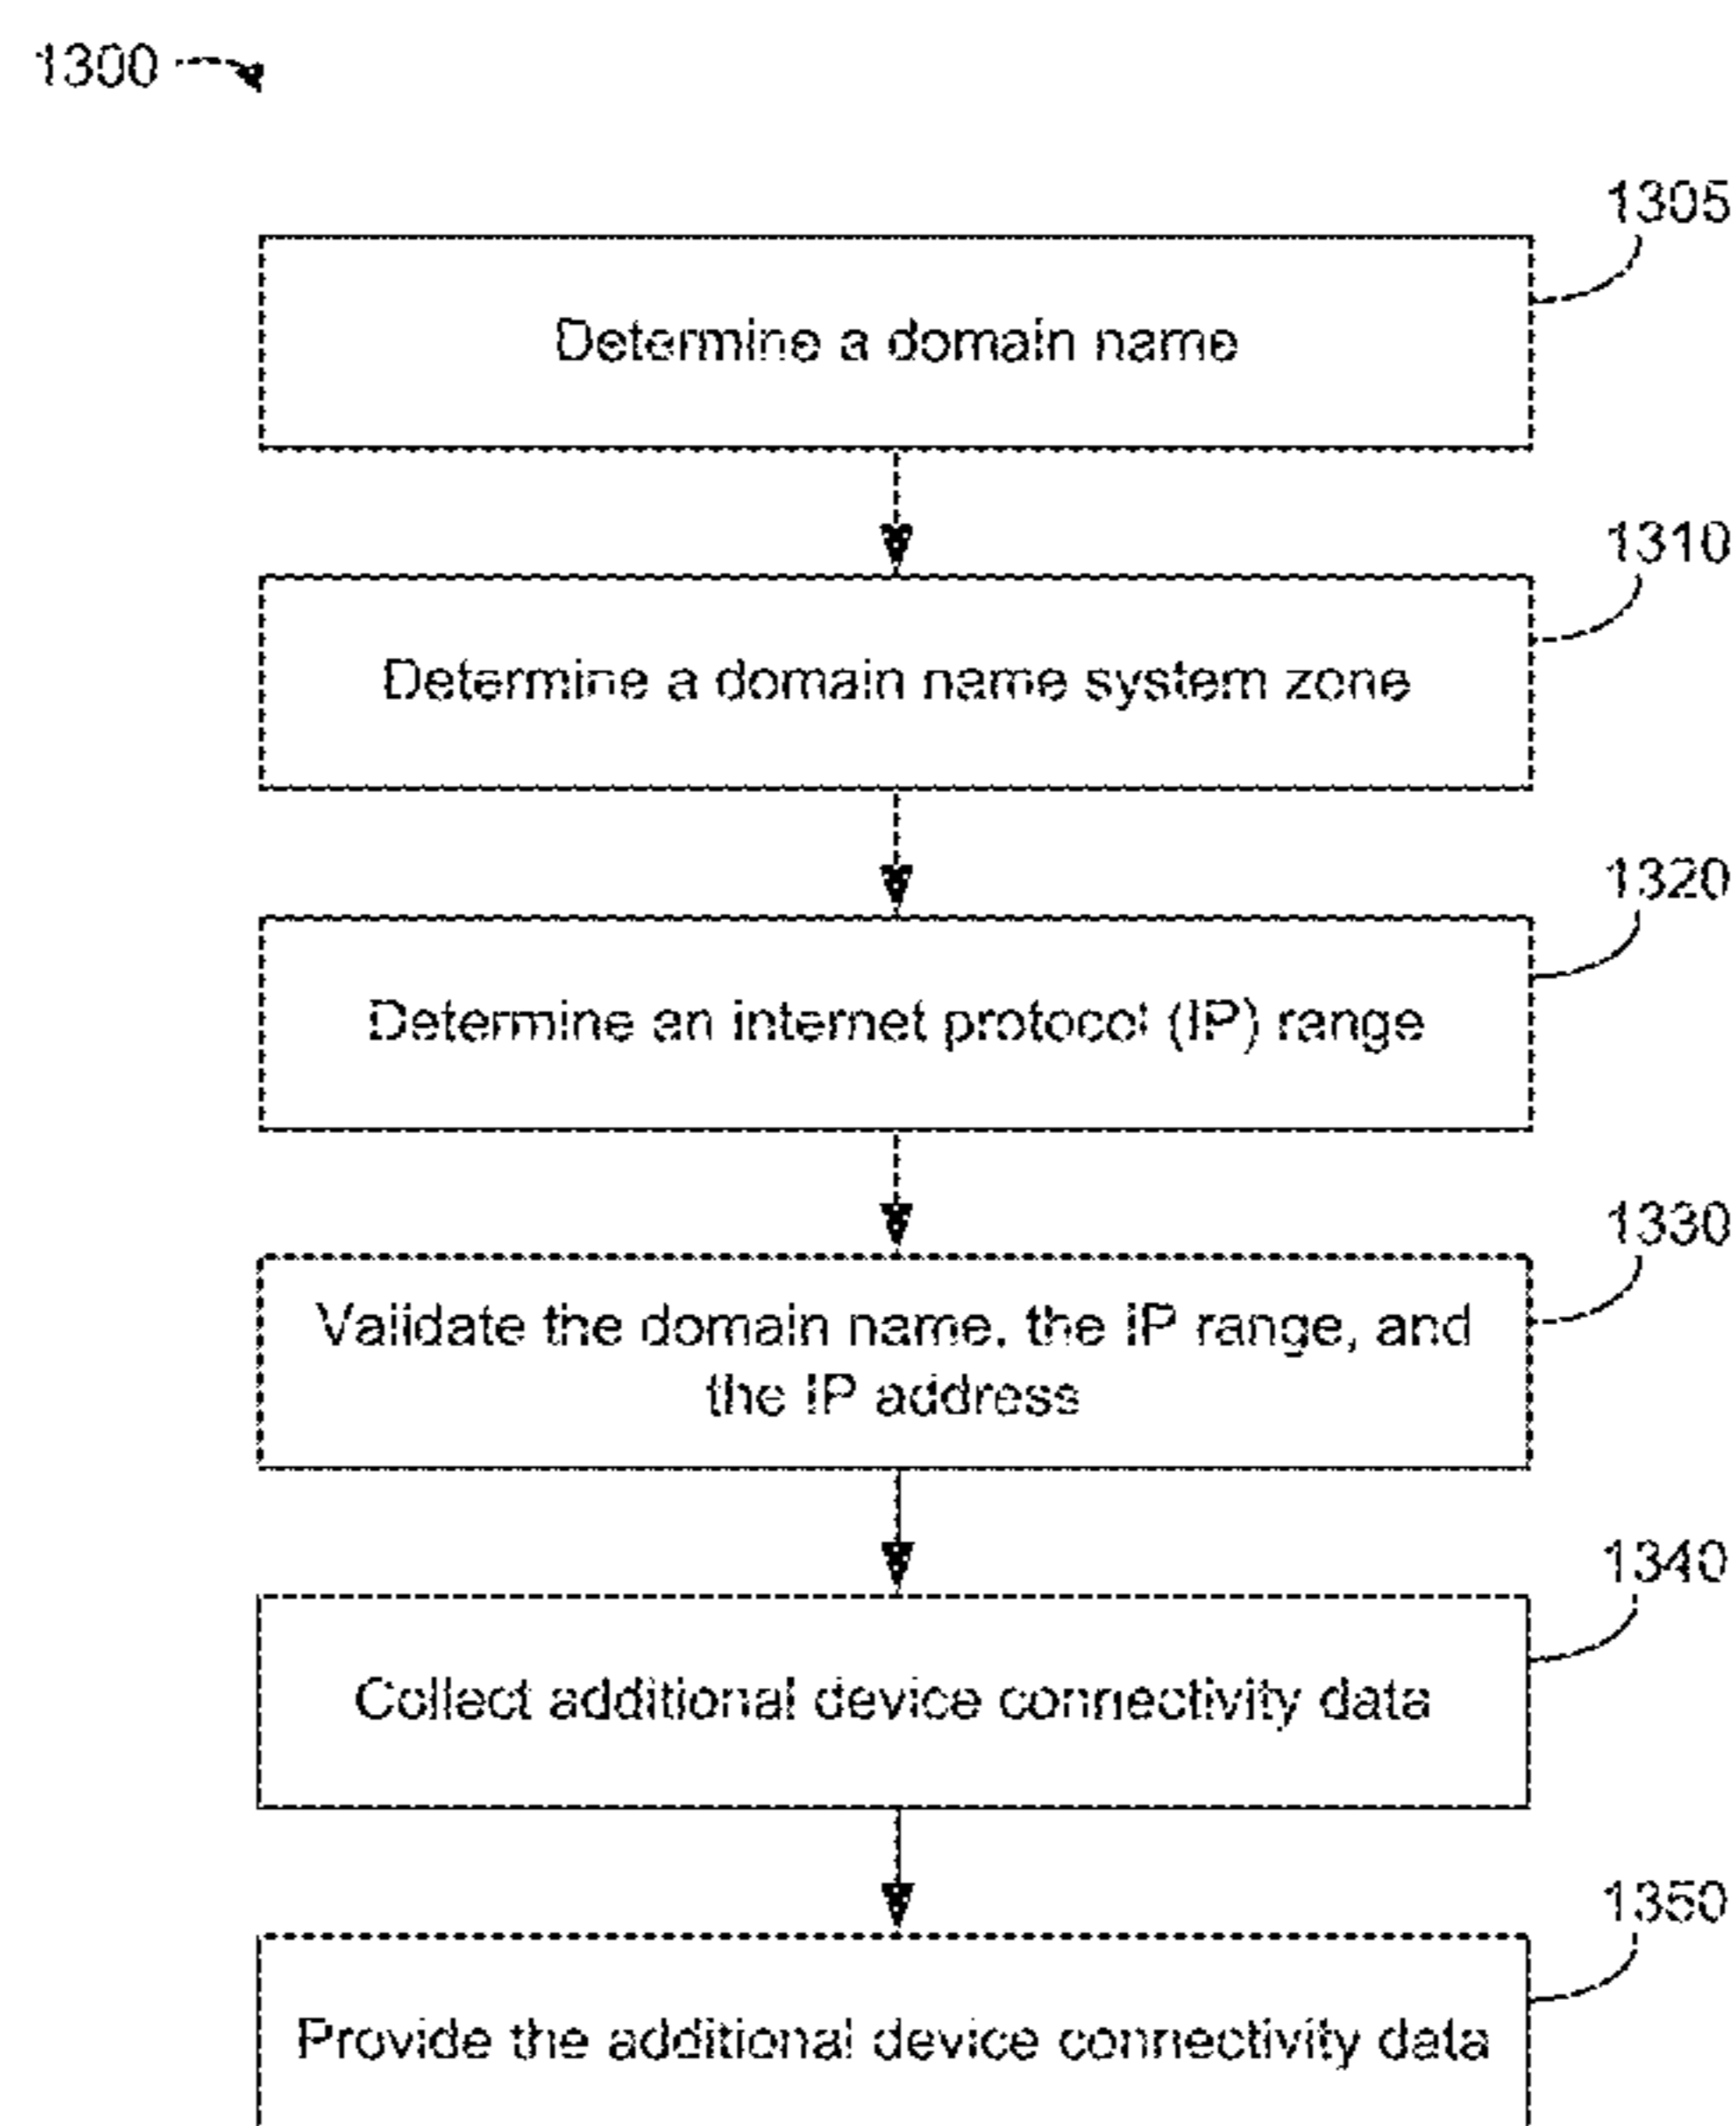 1300
1305
Determine a domain name
1310
Determine a domain name system zone
1320
Determine an internet protocol (IP) range
1330
Validate the domain name, the IP range, and
the IP address
1340
Collect additional device connectivity data
1350
Provide the additional device connectivity data